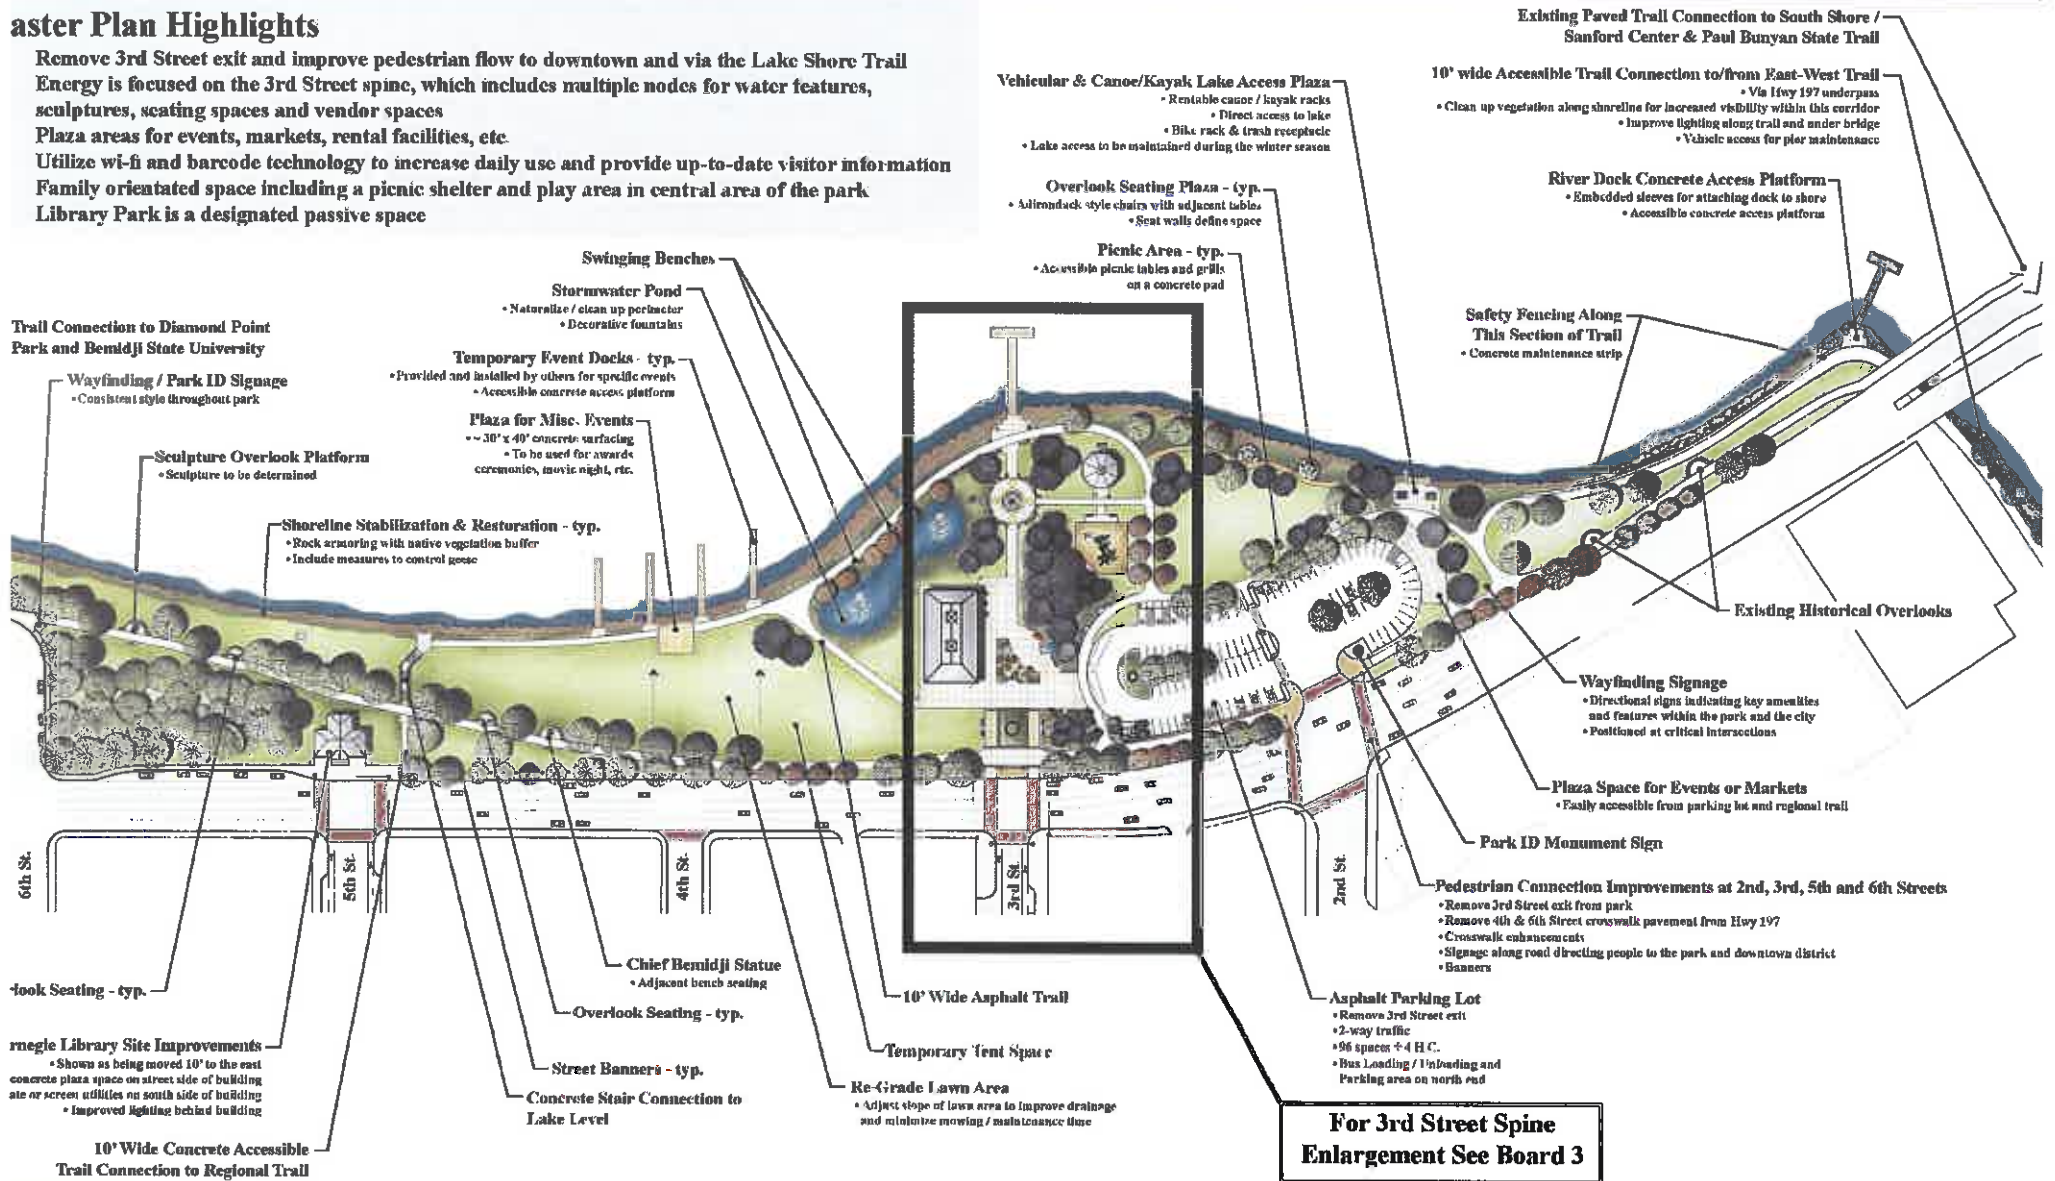 aster Plan Highlights
Remove 3rd Street exit and improve pedestrian flow to downtown and via the Lake Shore Trail
Energy is focused on the 3rd Street spine, which includes multiple nodes for water features,
sculptures, seating spaces and vendor spaces
Plaza areas for events, markets, rental facilities, etc.
Utilize wi-fi and barcode technology to increase daily use and provide up-to-date visitor information
Family orientated space including a picnic shelter and play area in central area of the park
Library Park is a designated passive space
Existing Paved Trail Connection to South Shore /
Sanford Center & Paul Bunyan State Trail
10' wide Accessible Trail Connection to/from East-West Trail
• Via Hwy 197 underpass
• Clean up vegetation along shoreline for increased visibility within this corridor
• Improve lighting along trail and under bridge
• Vehicle access for pier maintenance
River Dock Concrete Access Platform
• Embedded sleeves for attaching dock to shore
• Accessible concrete access platform
Vehicular & Canoe/Kayak Lake Access Plaza
• Rentable canoe / kayak racks
• Direct access to lake
• Bike rack & trash receptacle
• Lake access to be maintained during the winter season
Overlook Seating Plaza - typ.
• Adirondack style chairs with adjacent tables
• Seat walls define space
Picnic Area - typ.
• Accessible picnic tables and grills
on a concrete pad
Safety Fencing Along
This Section of Trail
• Concrete maintenance strip
Swinging Benches
Stormwater Pond
• Naturalize / clean up perimeter
• Decorative fountains
Temporary Event Docks - typ.
• Provided and installed by others for specific events
• Accessible concrete access platform
Plaza for Misc. Events
• ~ 30' x 40' concrete surfacing
• To be used for awards
ceremonies, movie night, etc.
Trail Connection to Diamond Point
Park and Bemidji State University
Wayfinding / Park ID Signage
• Consistent style throughout park
Sculpture Overlook Platform
• Sculpture to be determined
Shoreline Stabilization & Restoration - typ.
• Rock armoring with native vegetation buffer
• Include measures to control geese
Existing Historical Overlooks
Wayfinding Signage
• Directional signs indicating key amenities
and features within the park and the city
• Positioned at critical intersections
Plaza Space for Events or Markets
• Easily accessible from parking lot and regional trail
Park ID Monument Sign
Pedestrian Connection Improvements at 2nd, 3rd, 5th and 6th Streets
• Remove 3rd Street exit from park
• Remove 4th & 6th Street crosswalk pavement from Hwy 197
• Crosswalk enhancements
• Signage along road directing people to the park and downtown district
• Banners
6th St.
5th St.
4th St.
3rd St.
2nd St.
Asphalt Parking Lot
• Remove 3rd Street exit
• 2-way traffic
• 96 spaces + 4 H.C.
• Bus Loading / Unloading and
Parking area on north end
look Seating - typ.
Chief Bemidji Statue
• Adjacent bench seating
Overlook Seating - typ.
10' Wide Asphalt Trail
Temporary Tent Space
rnegie Library Site Improvements
• Shown as being moved 10' to the east
concrete plaza space on street side of building
ate or screen utilities on south side of building
• Improved lighting behind building
Street Banners - typ.
Concrete Stair Connection to
Lake Level
Re-Grade Lawn Area
• Adjust slope of lawn area to improve drainage
and minimize mowing / maintenance time
10' Wide Concrete Accessible
Trail Connection to Regional Trail
For 3rd Street Spine
Enlargement See Board 3